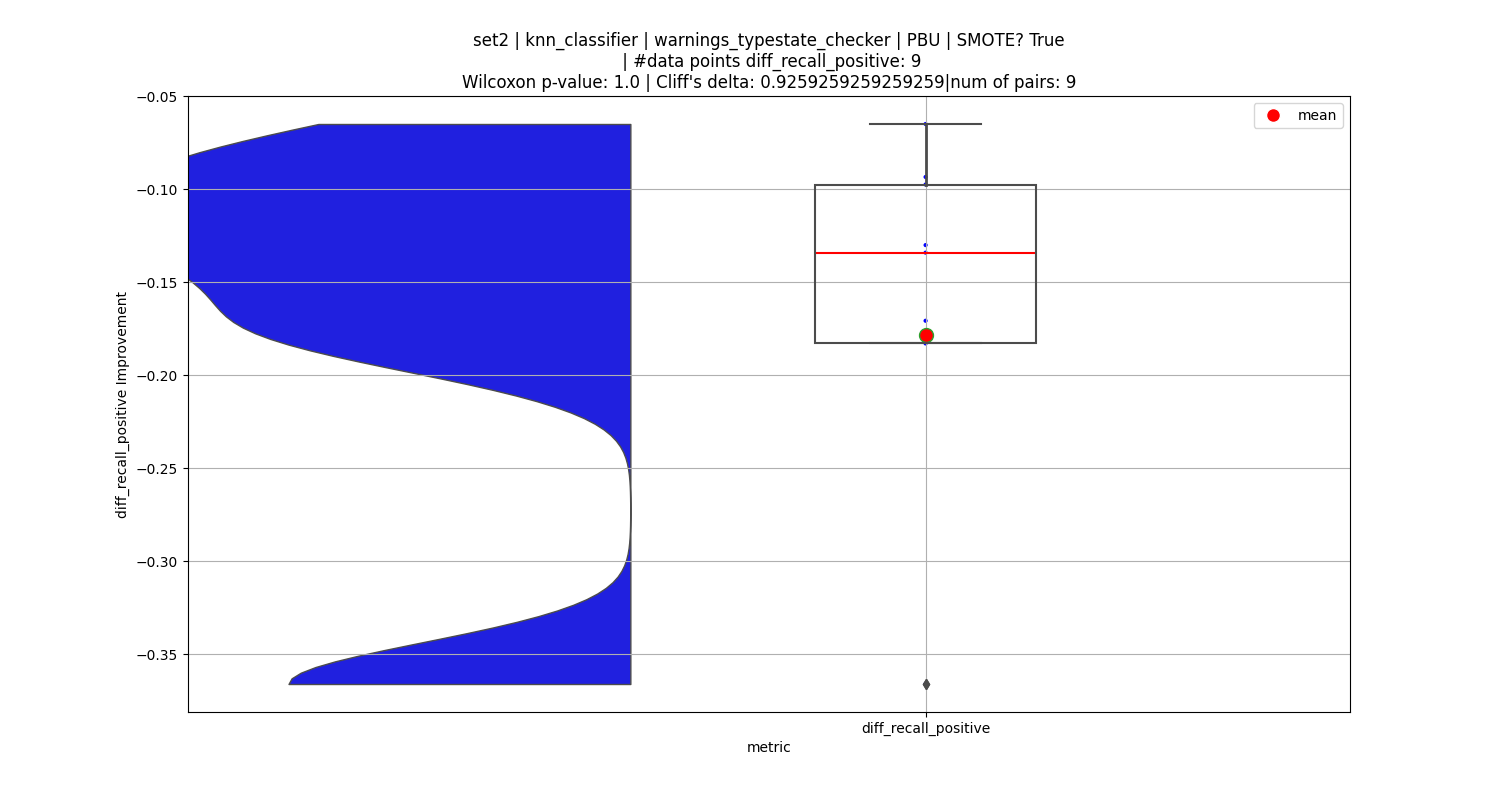 set2 | knn_classifier | warnings_typestate_checker | PBU | SMOTE? True
| #data points diff_recall_positive: 9
Wilcoxon p-value: 1.0 | Cliff's delta: 0.9259259259259259|num of pairs: 9
mean
−0.05
−0.10
−0.15
−0.20
−0.25
−0.30
−0.35
diff_recall_positive Improvement
diff_recall_positive
metric